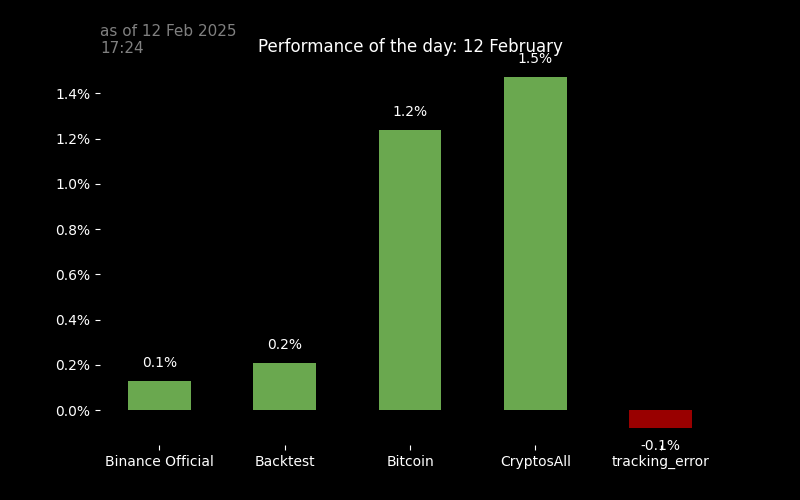 as of 12 Feb 2025
17:24
Performance of the day: 12 February
1.5%
1.4%
1.2%
1.2%
1.0%
0.8%
0.6%
0.4%
0.2%
0.2%
0.1%
0.0%
-0.1%
Binance Official
Backtest
Bitcoin
CryptosAll
tracking_error